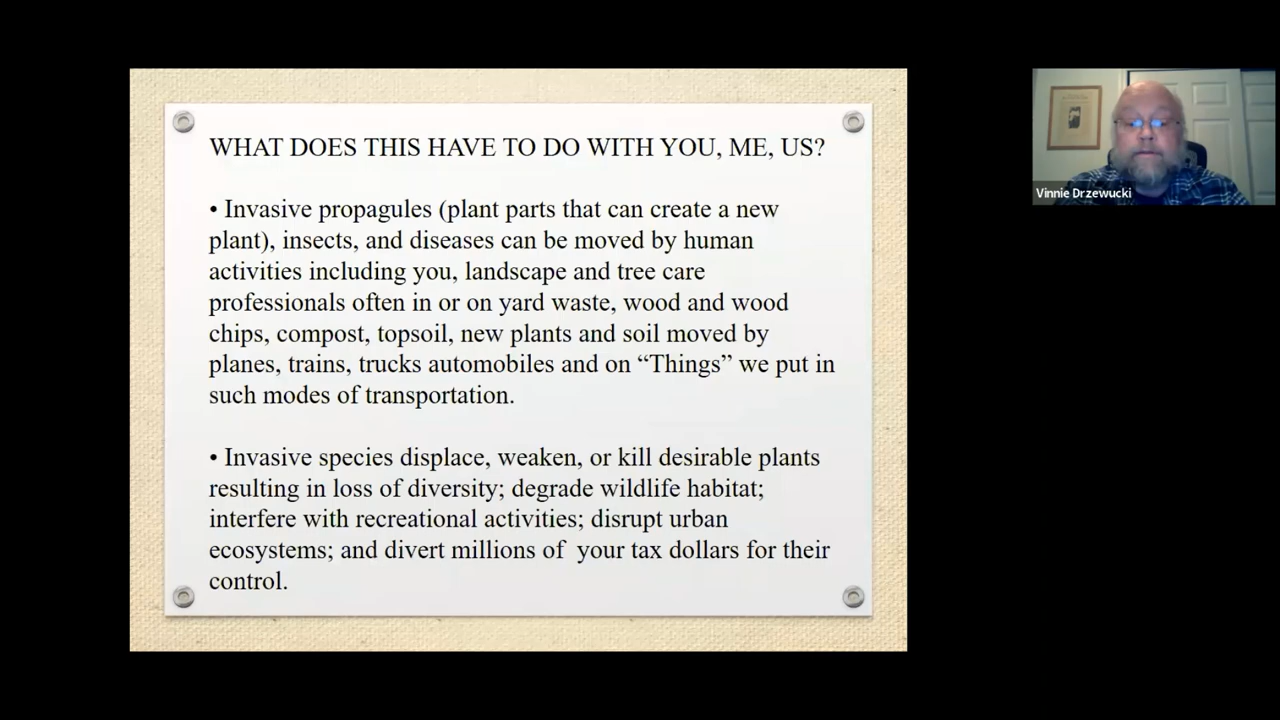 WHAT DOES THIS HAVE TO DO WITH YOU, ME, US?
• Invasive propagules (plant parts that can create a new
plant), insects, and diseases can be moved by human
activities including you, landscape and tree care
professionals often in or on yard waste, wood and wood
chips, compost, topsoil, new plants and soil moved by
planes, trains, trucks automobiles and on “Things” we put in
such modes of transportation.
• Invasive species displace, weaken, or kill desirable plants
resulting in loss of diversity; degrade wildlife habitat;
interfere with recreational activities; disrupt urban
ecosystems; and divert millions of  your tax dollars for their
control.
Vinnie Drzewucki